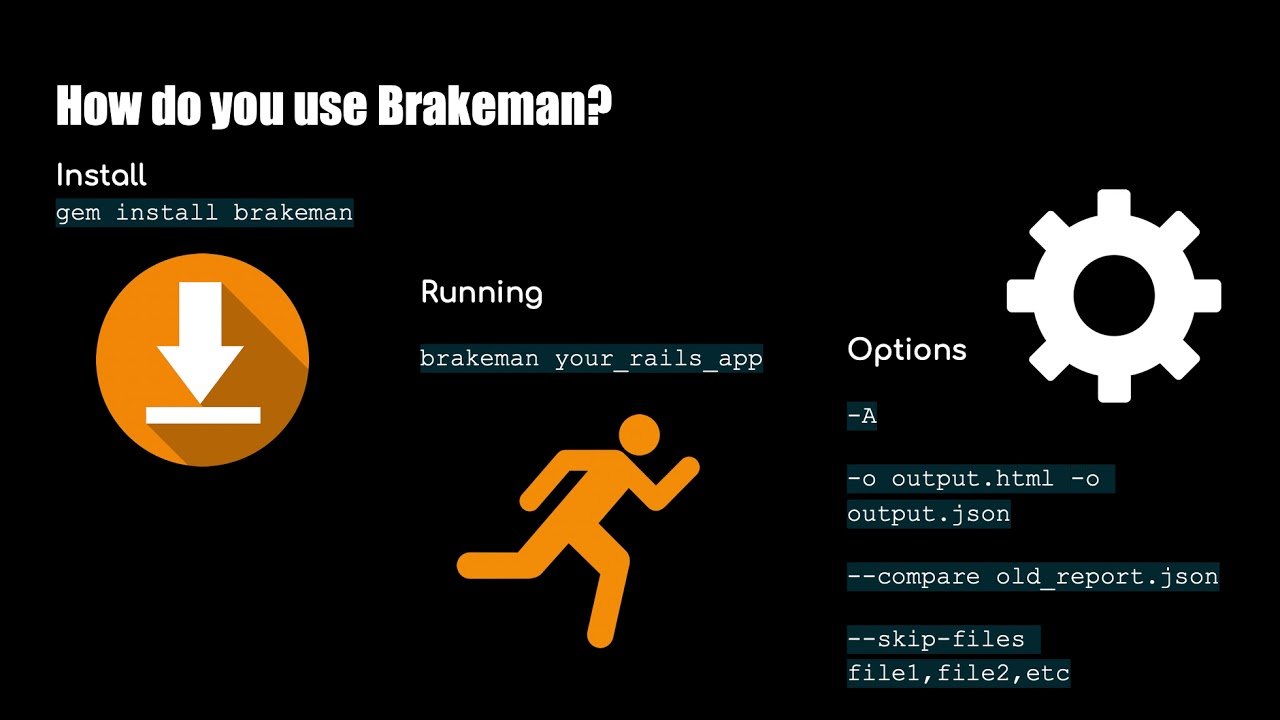 How do you use Brakeman?
Install
gem install brakeman
Running
brakeman your_rails_app
Options
-A
-o output.html -o
output.json
--compare old_report.json
--skip-files
file1,file2,etc